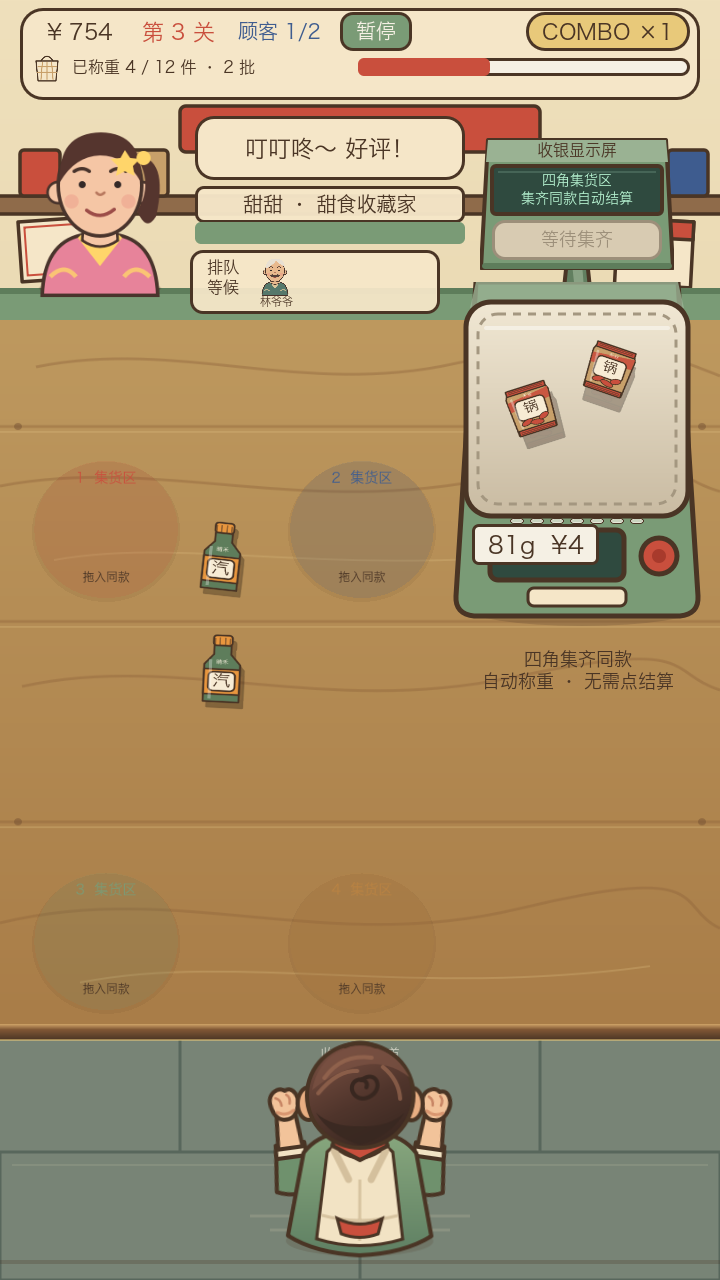 ¥ 754 第 3 关 顾客 1/2 暂停 COMBO ×1
已称重 4 / 12 件 · 2 批
叮叮咚～ 好评！
甜甜 · 甜食收藏家
排队
等候
林爷爷
收银显示屏
四角集货区
集齐同款自动结算
等待集齐
锅
锅
81g ¥4
四角集齐同款
自动称重 · 无需点结算
1 集货区
拖入同款
2 集货区
拖入同款
汽
汽
3 集货区
拖入同款
4 集货区
拖入同款